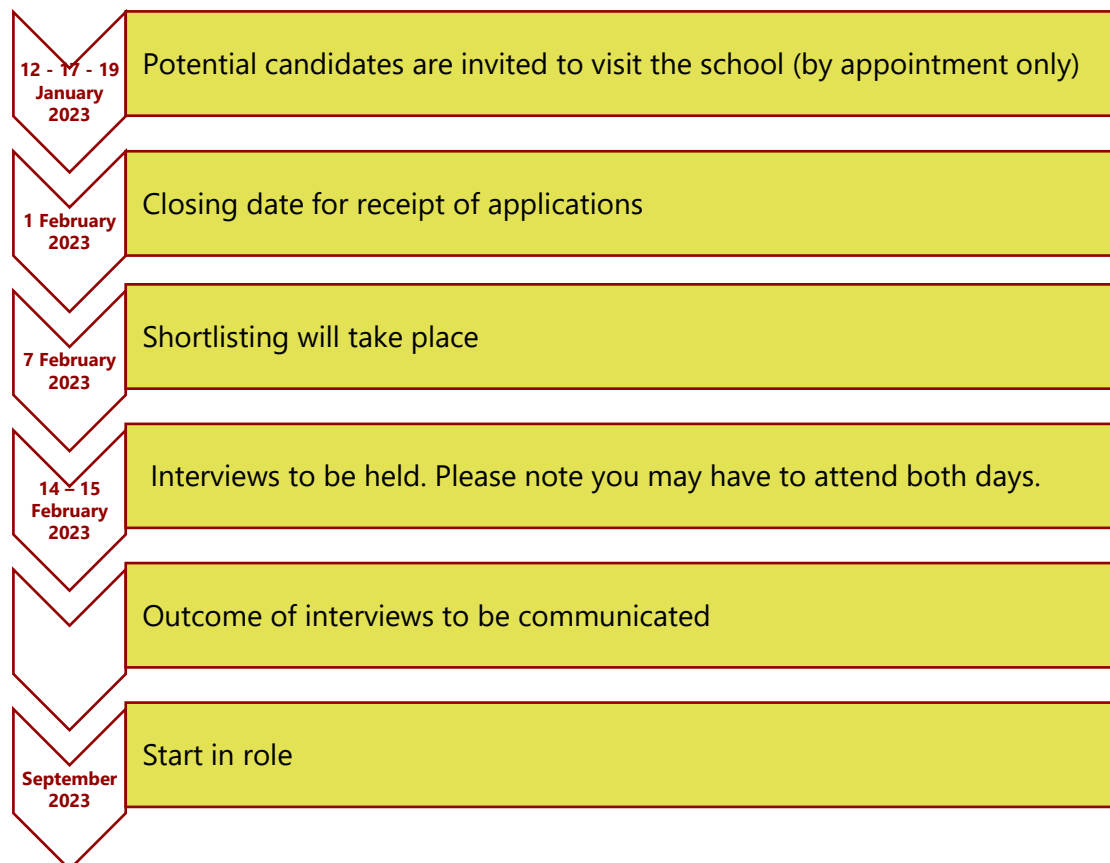 12 - 17 - 19
January
2023
Potential candidates are invited to visit the school (by appointment only)
1 February
2023
Closing date for receipt of applications
7 February
2023
Shortlisting will take place
14 – 15
February
2023
Interviews to be held. Please note you may have to attend both days.
Outcome of interviews to be communicated
September
2023
Start in role